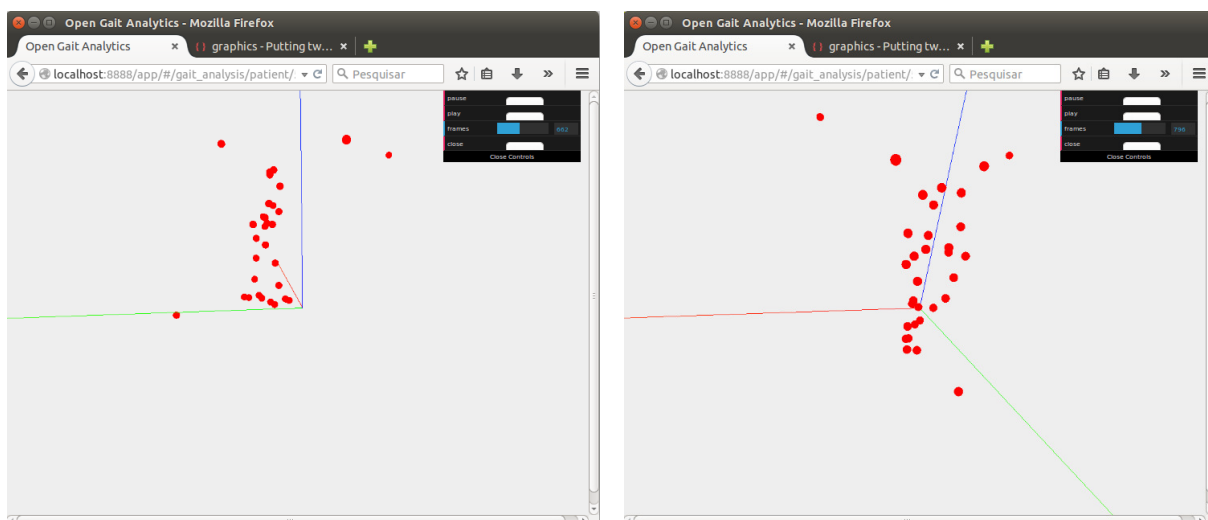 Open Gait Analytics - Mozilla Firefox
Open Gait Analytics × graphics - Putting tw... ×
localhost:8888/app/#/gait_analysis/patient/ Pesquisar
pause
play
frames 662
close
Close Controls
Open Gait Analytics - Mozilla Firefox
Open Gait Analytics × graphics - Putting tw... ×
localhost:8888/app/#/gait_analysis/patient/ Pesquisar
pause
play
frames 796
close
Close Controls